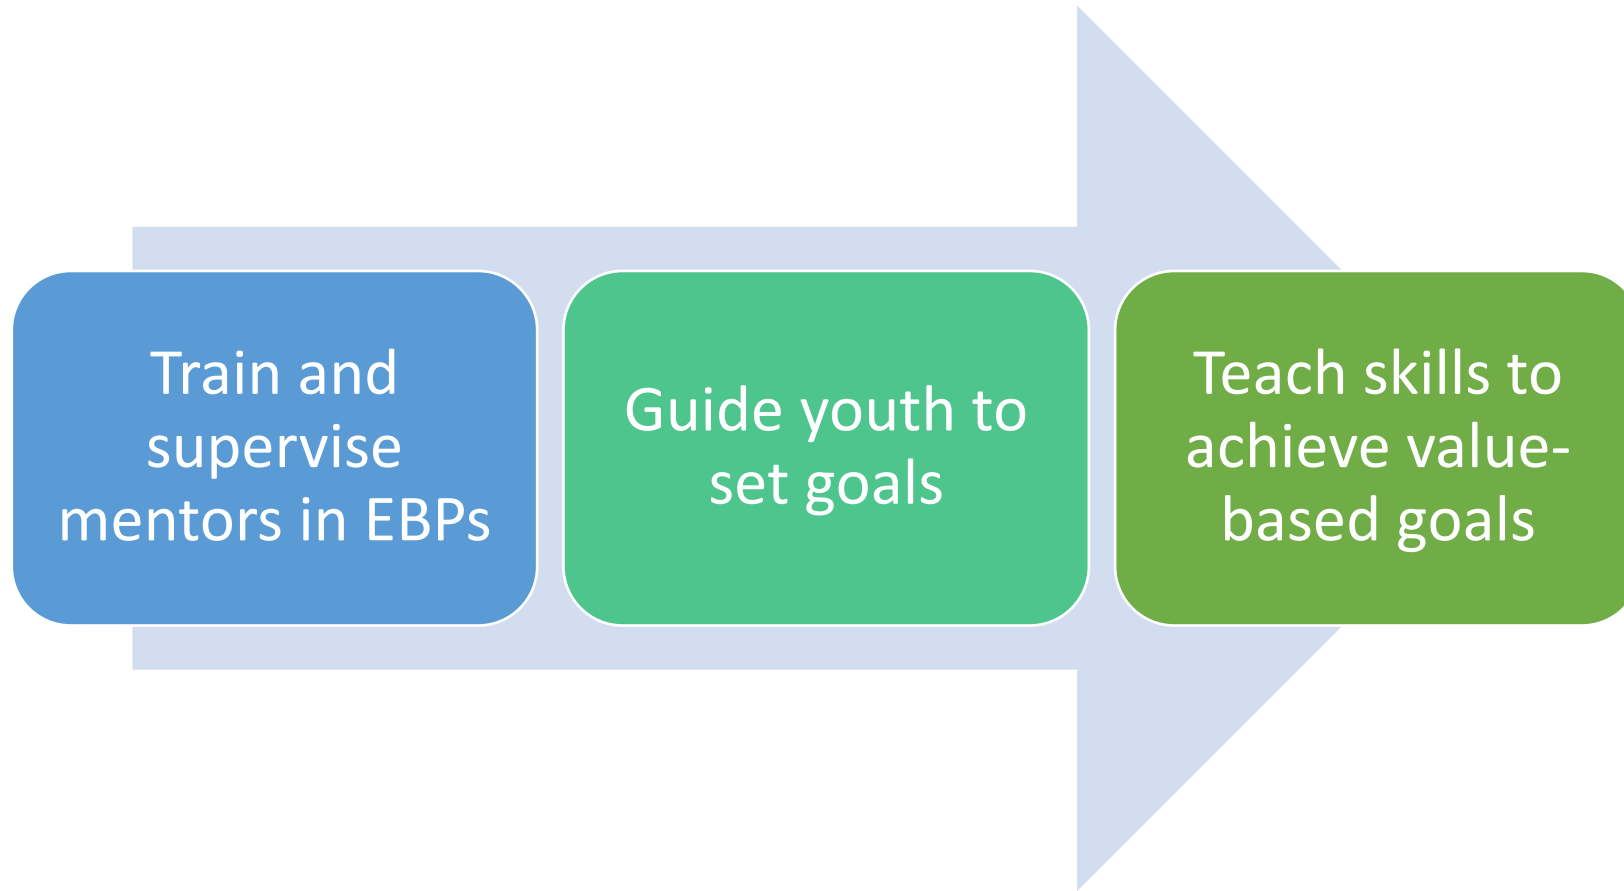 Train and
supervise
mentors in EBPs
Guide youth to
set goals
Teach skills to
achieve value-
based goals